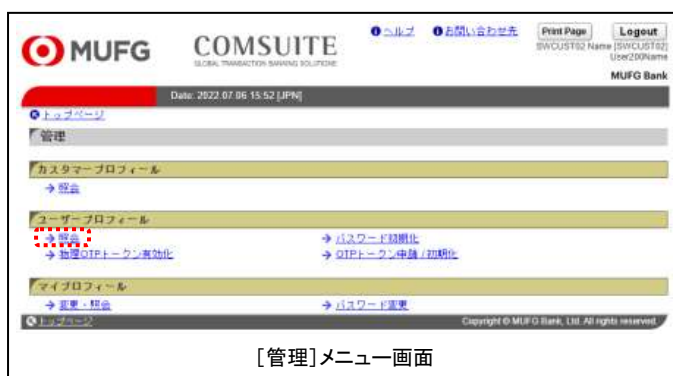 ヘルプ お問い合わせ先 Print Page Logout
MUFG COMSUITE SWCUST02 Name [SWCUST02]
GLOBAL TRANSACTION BANKING SOLUTIONS User200Name
MUFG Bank
Date: 2022.07.06 15:52 [JPN]
トップページ
管理
カスタマープロフィール
→ 照会
ユーザープロフィール
→ 照会 → パスワード初期化
→ 物理OTPトークン有効化 → OTPトークン申請/初期化
マイプロフィール
→ 変更・照会 → パスワード変更
トップページ Copyright © MUFG Bank, Ltd. All rights reserved.
[管理]メニュー画面